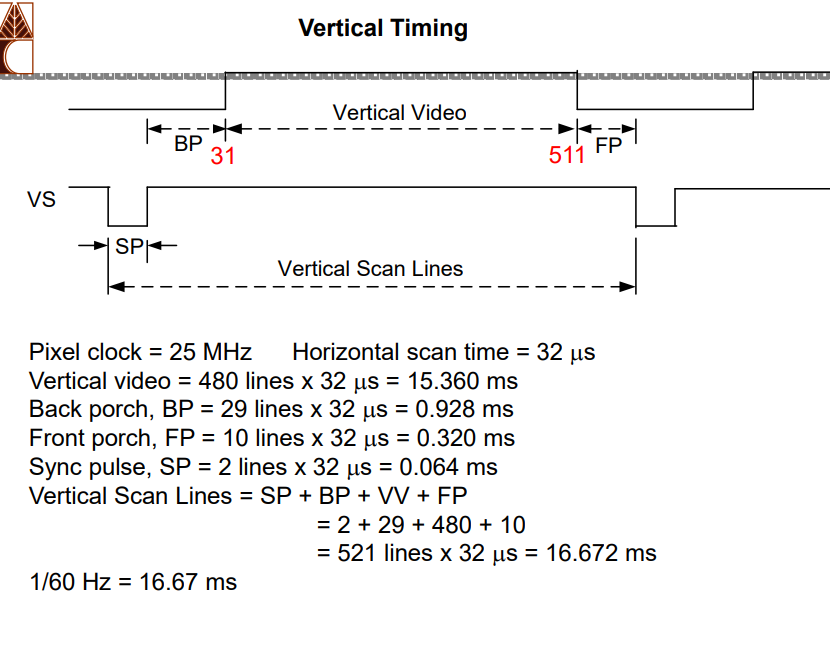 Vertical Timing
Vertical Video
BP
31
511
FP
VS
SP
Vertical Scan Lines
Pixel clock = 25 MHz Horizontal scan time = 32 μs
Vertical video = 480 lines x 32 μs = 15.360 ms
Back porch, BP = 29 lines x 32 μs = 0.928 ms
Front porch, FP = 10 lines x 32 μs = 0.320 ms
Sync pulse, SP = 2 lines x 32 μs = 0.064 ms
Vertical Scan Lines = SP + BP + VV + FP
= 2 + 29 + 480 + 10
= 521 lines x 32 μs = 16.672 ms
1/60 Hz = 16.67 ms